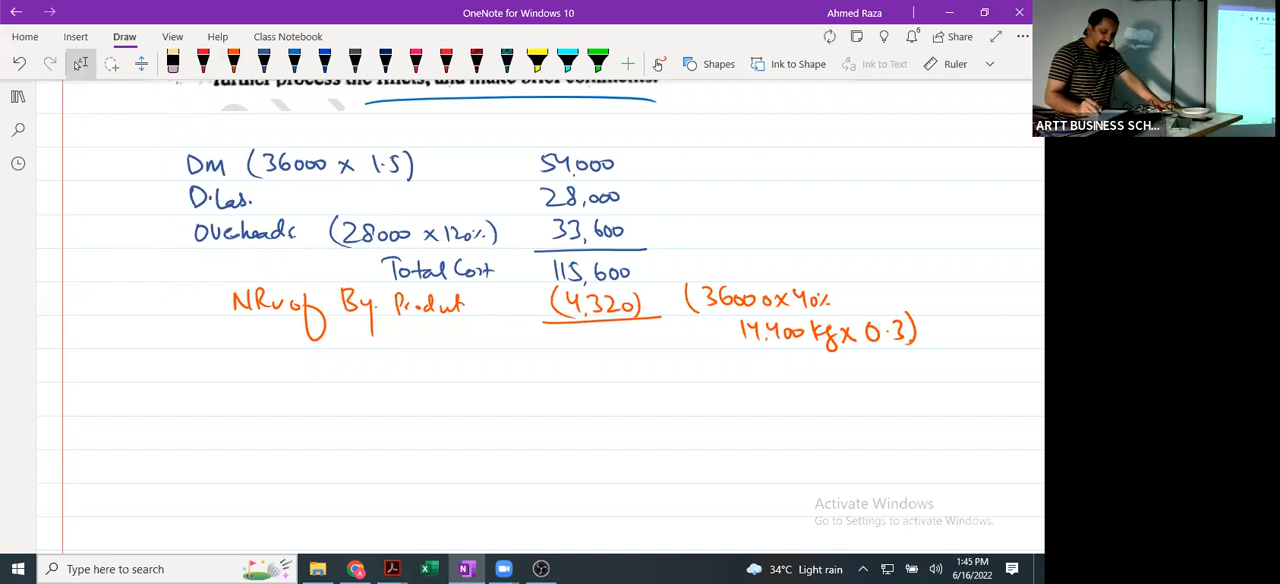 OneNote for Windows 10
Ahmed Raza
Home Insert Draw View Help Class Notebook
6 Share
Shapes Ink to Shape Ink to Text Ruler
ARTT BUSINESS SCH...
further process the
DM (36000 x 1.5) 54,000
D.Lab. 28,000
Overheads (28000 x 120%) 33,600
Total Cost 115,600
NRV of By. Product (4,320) (36000 x 40%
14,400 kg x 0.3)
Activate Windows
Go to Settings to activate Windows.
Type here to search
34°C Light rain
1:45 PM
6/16/2022